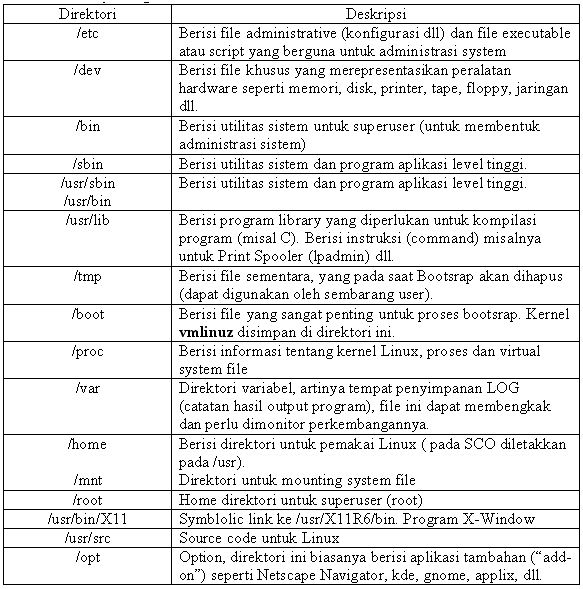 Direktori Deskripsi
/etc Berisi file administrative (konfigurasi dll) dan file executable
atau script yang berguna untuk administrasi system
/dev Berisi file khusus yang merepresentasikan peralatan
hardware seperti memori, disk, printer, tape, floppy, jaringan
dll.
/bin Berisi utilitas sistem untuk superuser (untuk membentuk
administrasi sistem)
/sbin Berisi utilitas sistem dan program aplikasi level tinggi.
/usr/sbin Berisi utilitas sistem dan program aplikasi level tinggi.
/usr/bin
/usr/lib Berisi program library yang diperlukan untuk kompilasi
program (misal C). Berisi instruksi (command) misalnya
untuk Print Spooler (lpadmin) dll.
/tmp Berisi file sementara, yang pada saat Bootsrap akan dihapus
(dapat digunakan oleh sembarang user).
/boot Berisi file yang sangat penting untuk proses bootsrap. Kernel
vmlinuz disimpan di direktori ini.
/proc Berisi informasi tentang kernel Linux, proses dan virtual
system file
/var Direktori variabel, artinya tempat penyimpanan LOG
(catatan hasil output program), file ini dapat membengkak
dan perlu dimonitor perkembangannya.
/home Berisi direktori untuk pemakai Linux ( pada SCO diletakkan
pada /usr).
/mnt Direktori untuk mounting system file
/root Home direktori untuk superuser (root)
/usr/bin/X11 Symblolic link ke /usr/X11R6/bin. Program X-Window
/usr/src Source code untuk Linux
/opt Option, direktori ini biasanya berisi aplikasi tambahan (“add-
on”) seperti Netscape Navigator, kde, gnome, applix, dll.